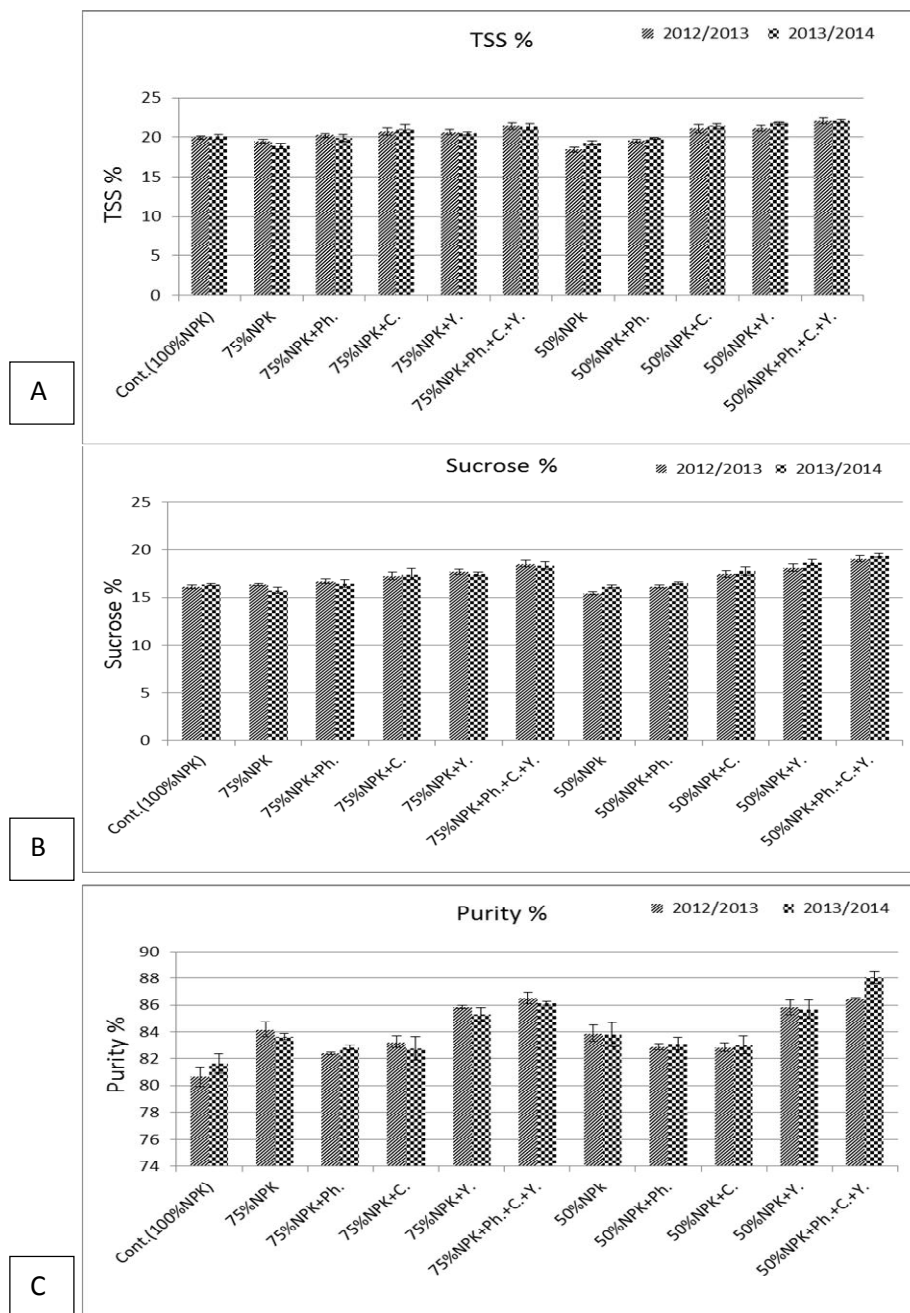 TSS %
2012/2013 2013/2014
25
20
15
10
5
0
TSS %
Cont.(100%NPK)
75%NPK
75%NPK+Ph.
75%NPK+C.
75%NPK+Y.
75%NPK+Ph.+C+Y.
50%NPk
50%NPK+Ph.
50%NPK+C.
50%NPK+Y.
50%NPK+Ph.+C+Y.
A
Sucrose %
2012/2013 2013/2014
25
20
15
10
5
0
Sucrose %
Cont.(100%NPK)
75%NPK
75%NPK+Ph.
75%NPK+C.
75%NPK+Y.
75%NPK+Ph.+C+Y.
50%NPk
50%NPK+Ph.
50%NPK+C.
50%NPK+Y.
50%NPK+Ph.+C+Y.
B
Purity %
2012/2013 2013/2014
90
88
86
84
82
80
78
76
74
Purity %
Cont.(100%NPK)
75%NPK
75%NPK+Ph.
75%NPK+C.
75%NPK+Y.
75%NPK+Ph.+C+Y.
50%NPk
50%NPK+Ph.
50%NPK+C.
50%NPK+Y.
50%NPK+Ph.+C+Y.
C